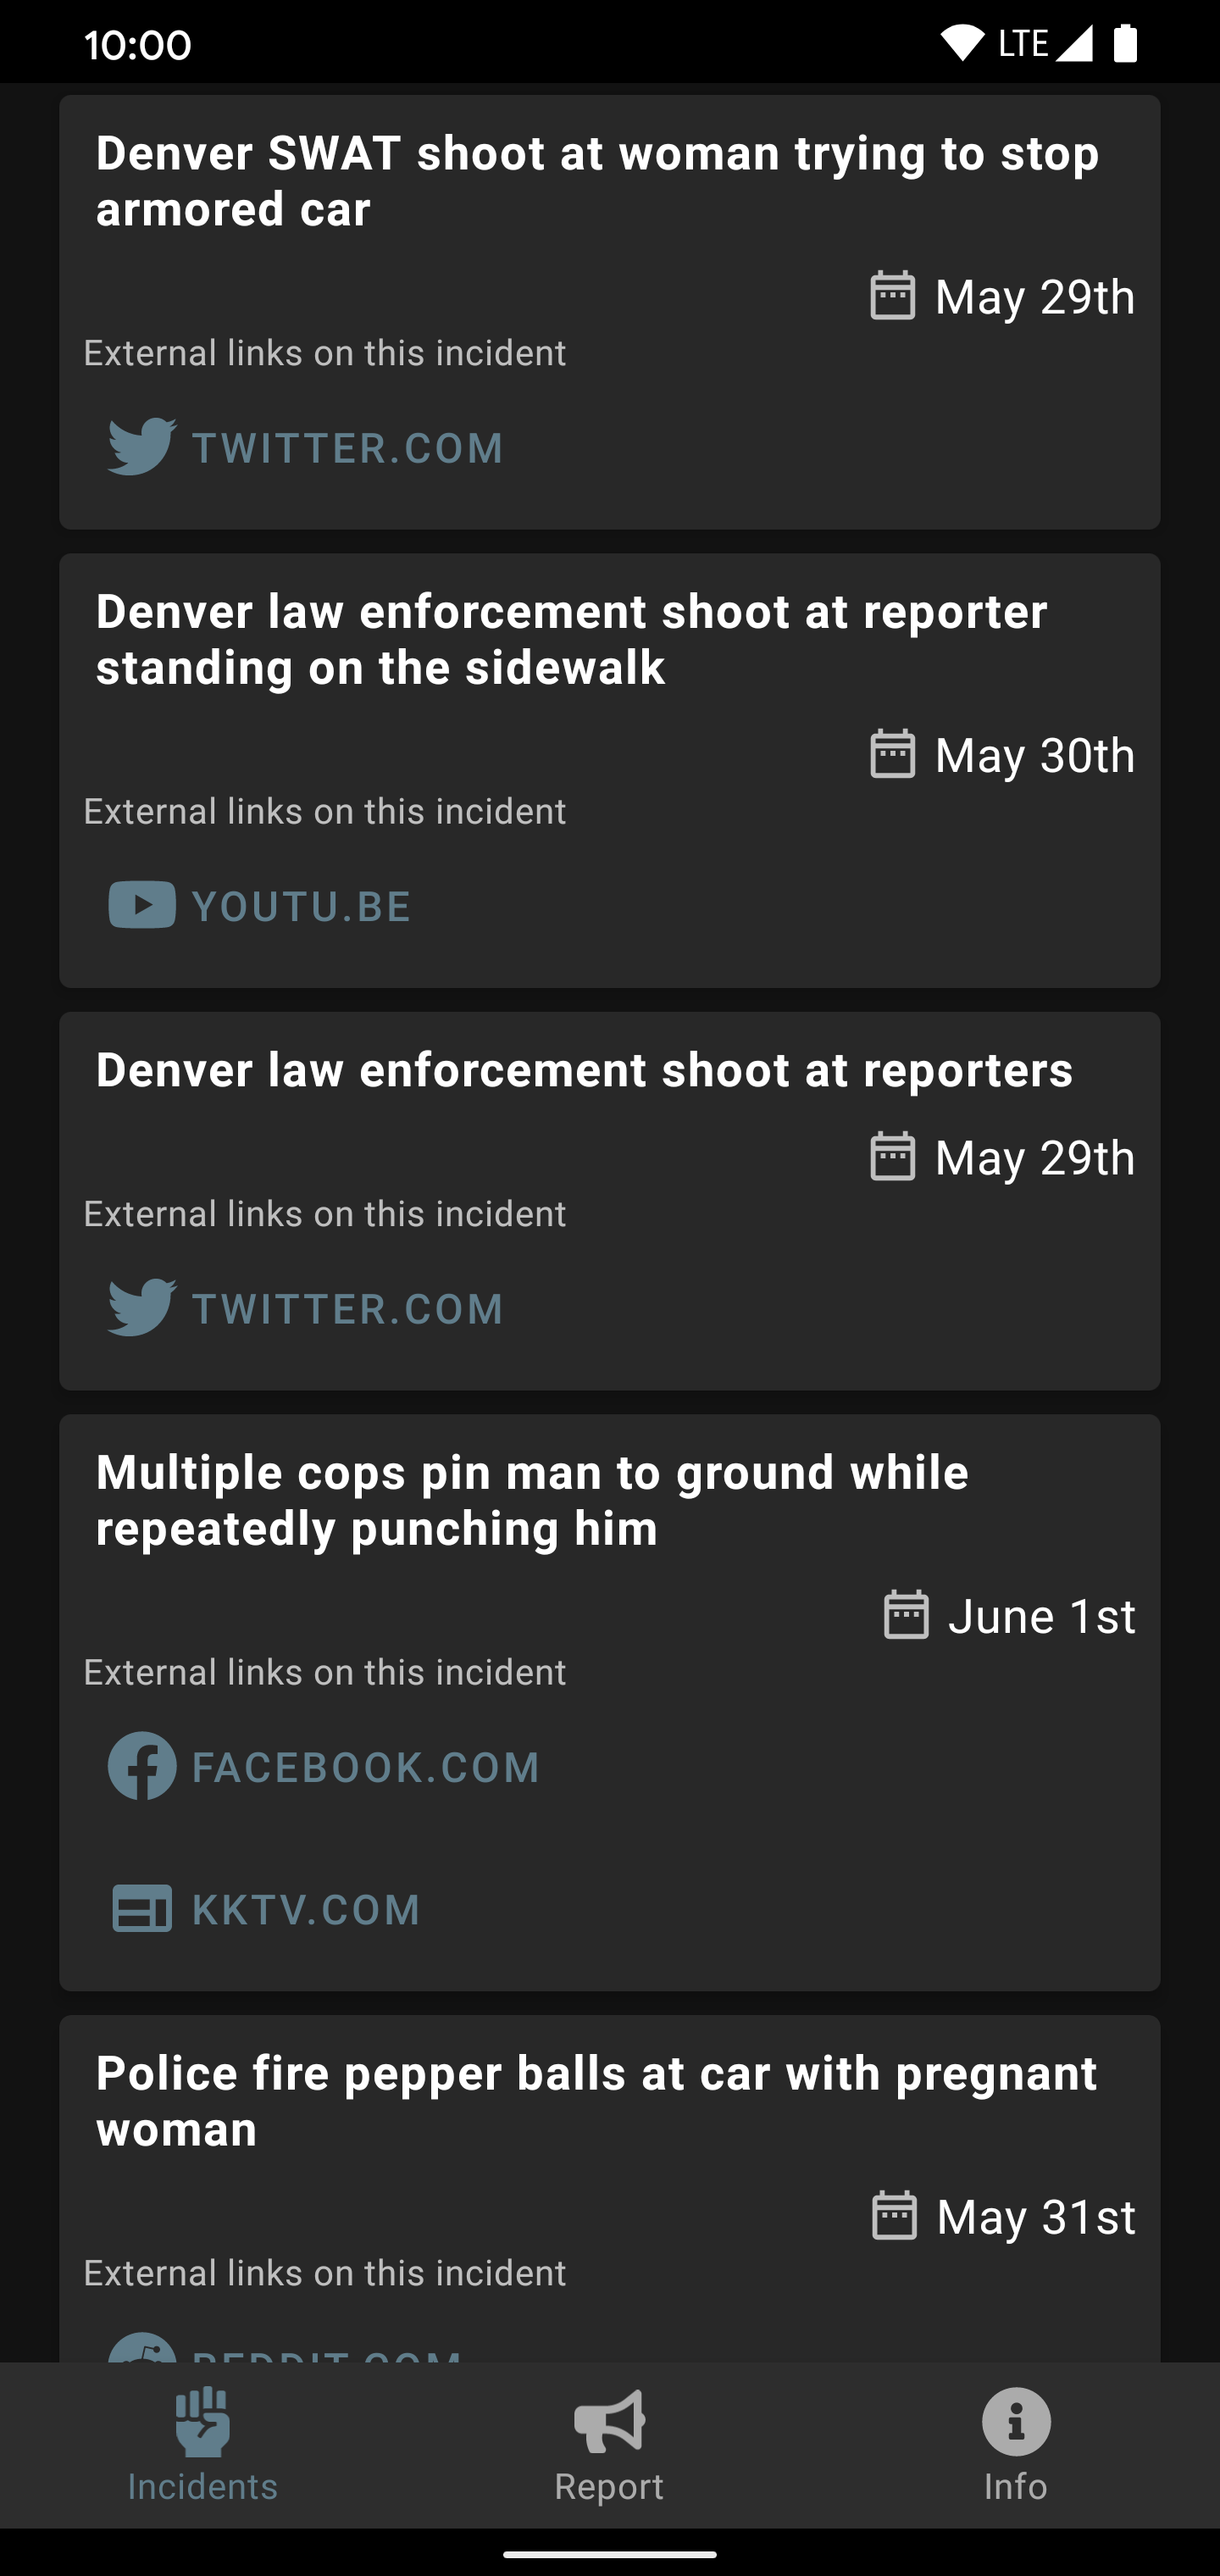 10:00 LTE
Denver SWAT shoot at woman trying to stop
armored car
May 29th
External links on this incident
TWITTER.COM
Denver law enforcement shoot at reporter
standing on the sidewalk
May 30th
External links on this incident
YOUTU.BE
Denver law enforcement shoot at reporters
May 29th
External links on this incident
TWITTER.COM
Multiple cops pin man to ground while
repeatedly punching him
June 1st
External links on this incident
FACEBOOK.COM
KKTV.COM
Police fire pepper balls at car with pregnant
woman
May 31st
External links on this incident
REDDIT.COM
Incidents Report Info